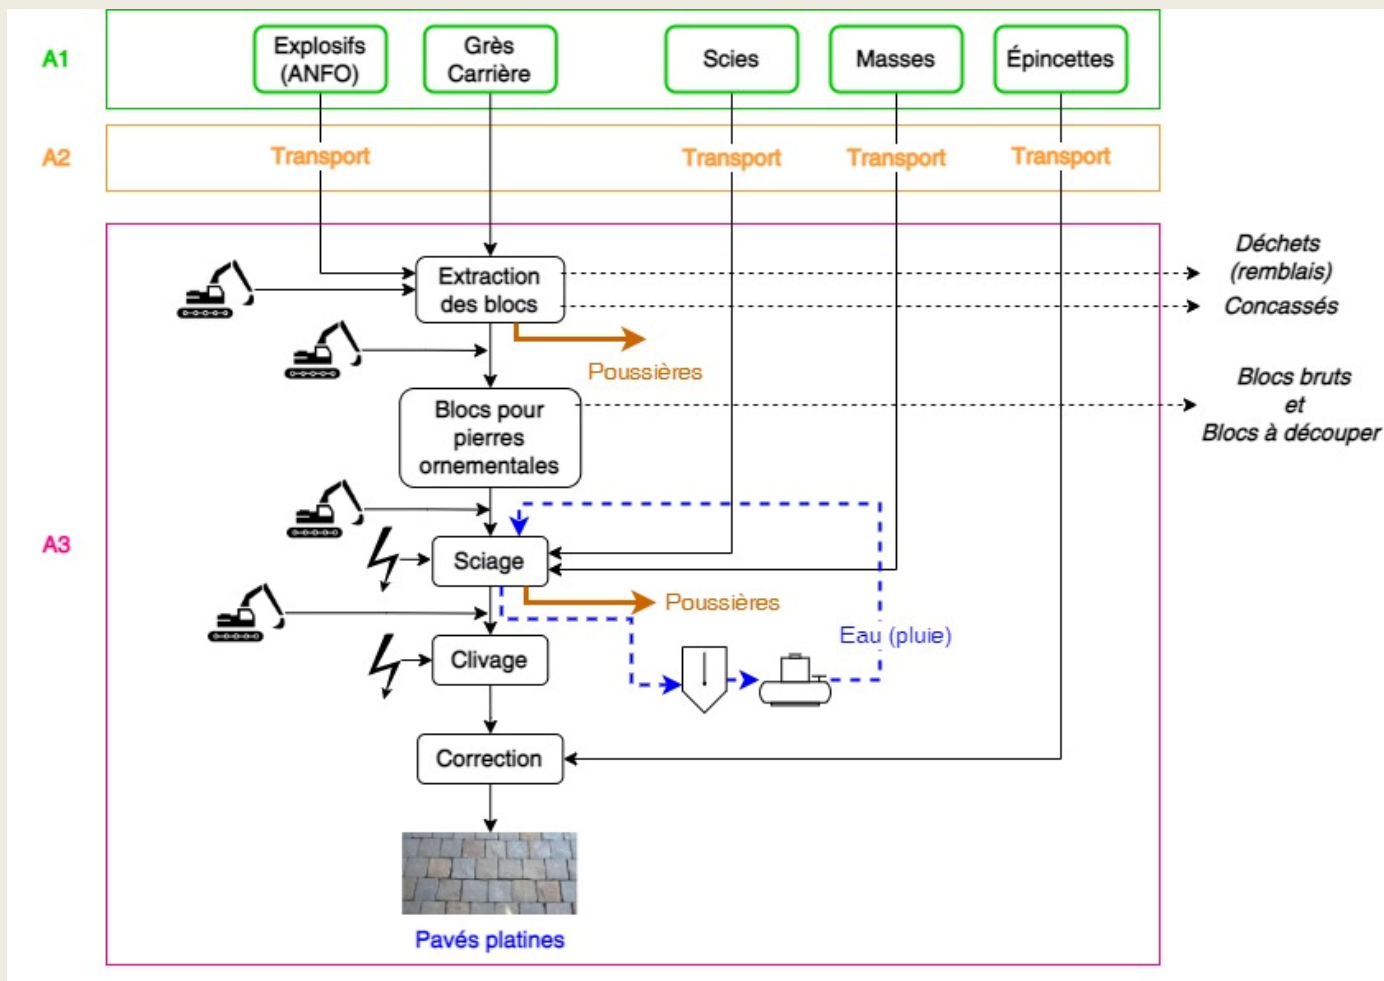 A1
Explosifs
(ANFO)
Grès
Carrière
Scies
Masses
Épincettes
A2
Transport
Transport
Transport
Transport
A3
Extraction
des blocs
Déchets
(remblais)
Concassés
Poussières
Blocs pour
pierres
ornementales
Blocs bruts
et
Blocs à découper
Sciage
Poussières
Eau (pluie)
Clivage
Correction
Pavés platines